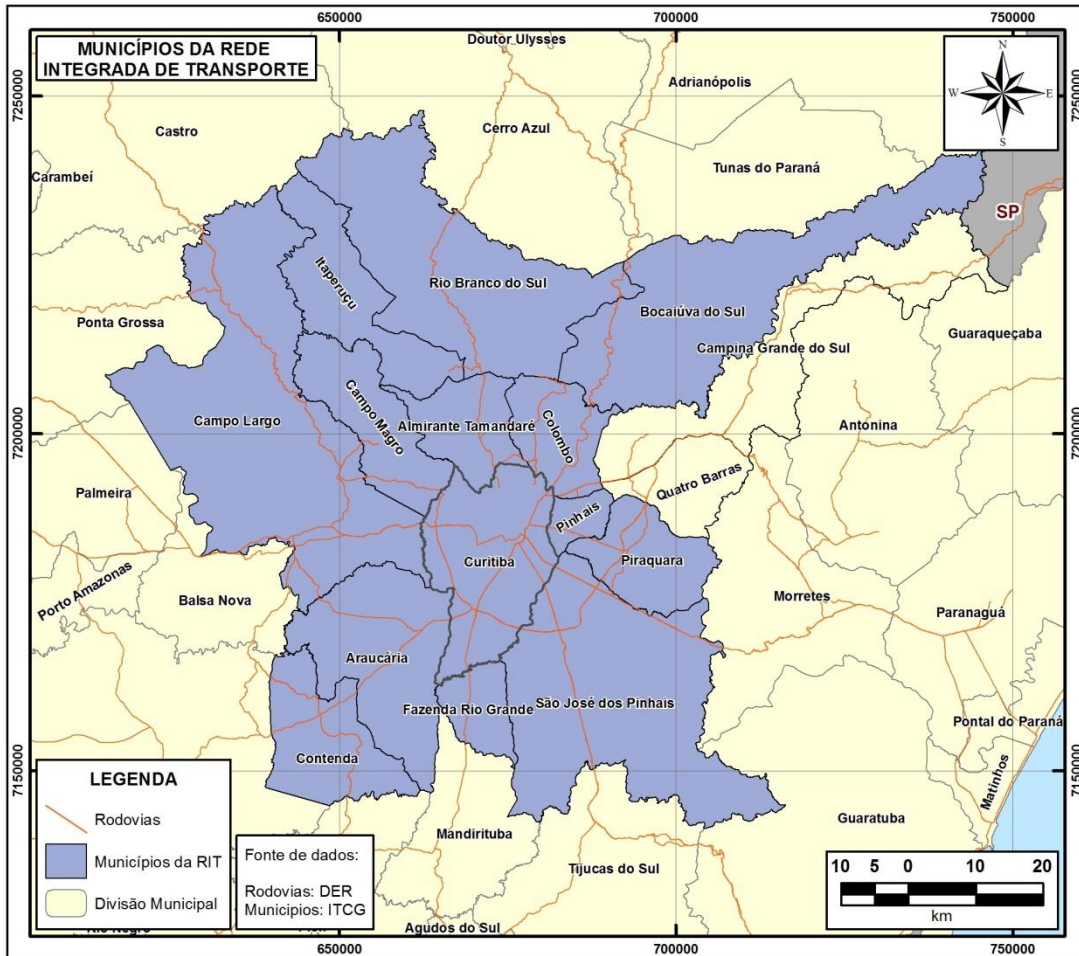 650000
700000
750000
MUNICÍPIOS DA REDE
INTEGRADA DE TRANSPORTE
Doutor Ulysses
Adrianópolis
N
W
E
S
7250000
7250000
Castro
Cerro Azul
Carambeí
Tunas do Paraná
SP
Itaperuçu
Rio Branco do Sul
Bocaiúva do Sul
Ponta Grossa
Guaraqueçaba
Campina Grande do Sul
Campo Magro
Campo Largo
Almirante Tamandaré
Colombo
Antonina
7200000
7200000
Palmeira
Quatro Barras
Pinhais
Curitiba
Piraquara
Porto Amazonas
Balsa Nova
Morretes
Paranaguá
Araucária
Fazenda Rio Grande
São José dos Pinhais
Pontal do Paraná
Contenda
7150000
7150000
Matinhos
LEGENDA
Rodovias
Municípios da RIT
Divisão Municipal
Mandirituba
Guaratuba
Fonte de dados:
Rodovias: DER
Municipios: ITCG
Tijucas do Sul
10 5 0 10 20
km
Agudos do Sul
650000
700000
750000